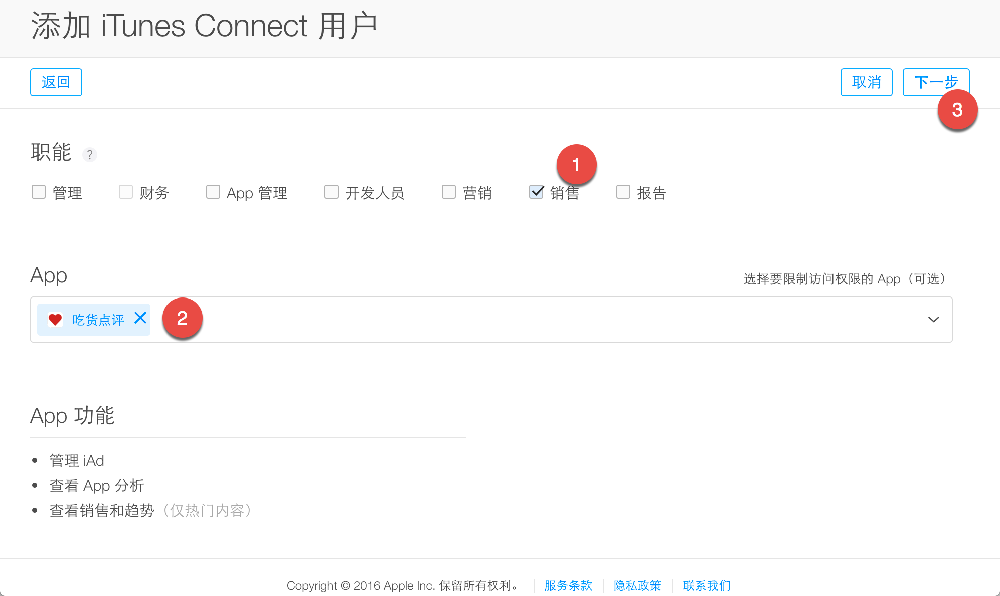 添加 iTunes Connect 用户
返回 取消 下一步
3
职能 ?
1
管理 财务 App 管理 开发人员 营销 销售 报告
App 选择要限制访问权限的 App（可选）
吃货点评 2
App 功能
• 管理 iAd
• 查看 App 分析
• 查看销售和趋势（仅热门内容）
Copyright © 2016 Apple Inc. 保留所有权利。 服务条款 隐私政策 联系我们